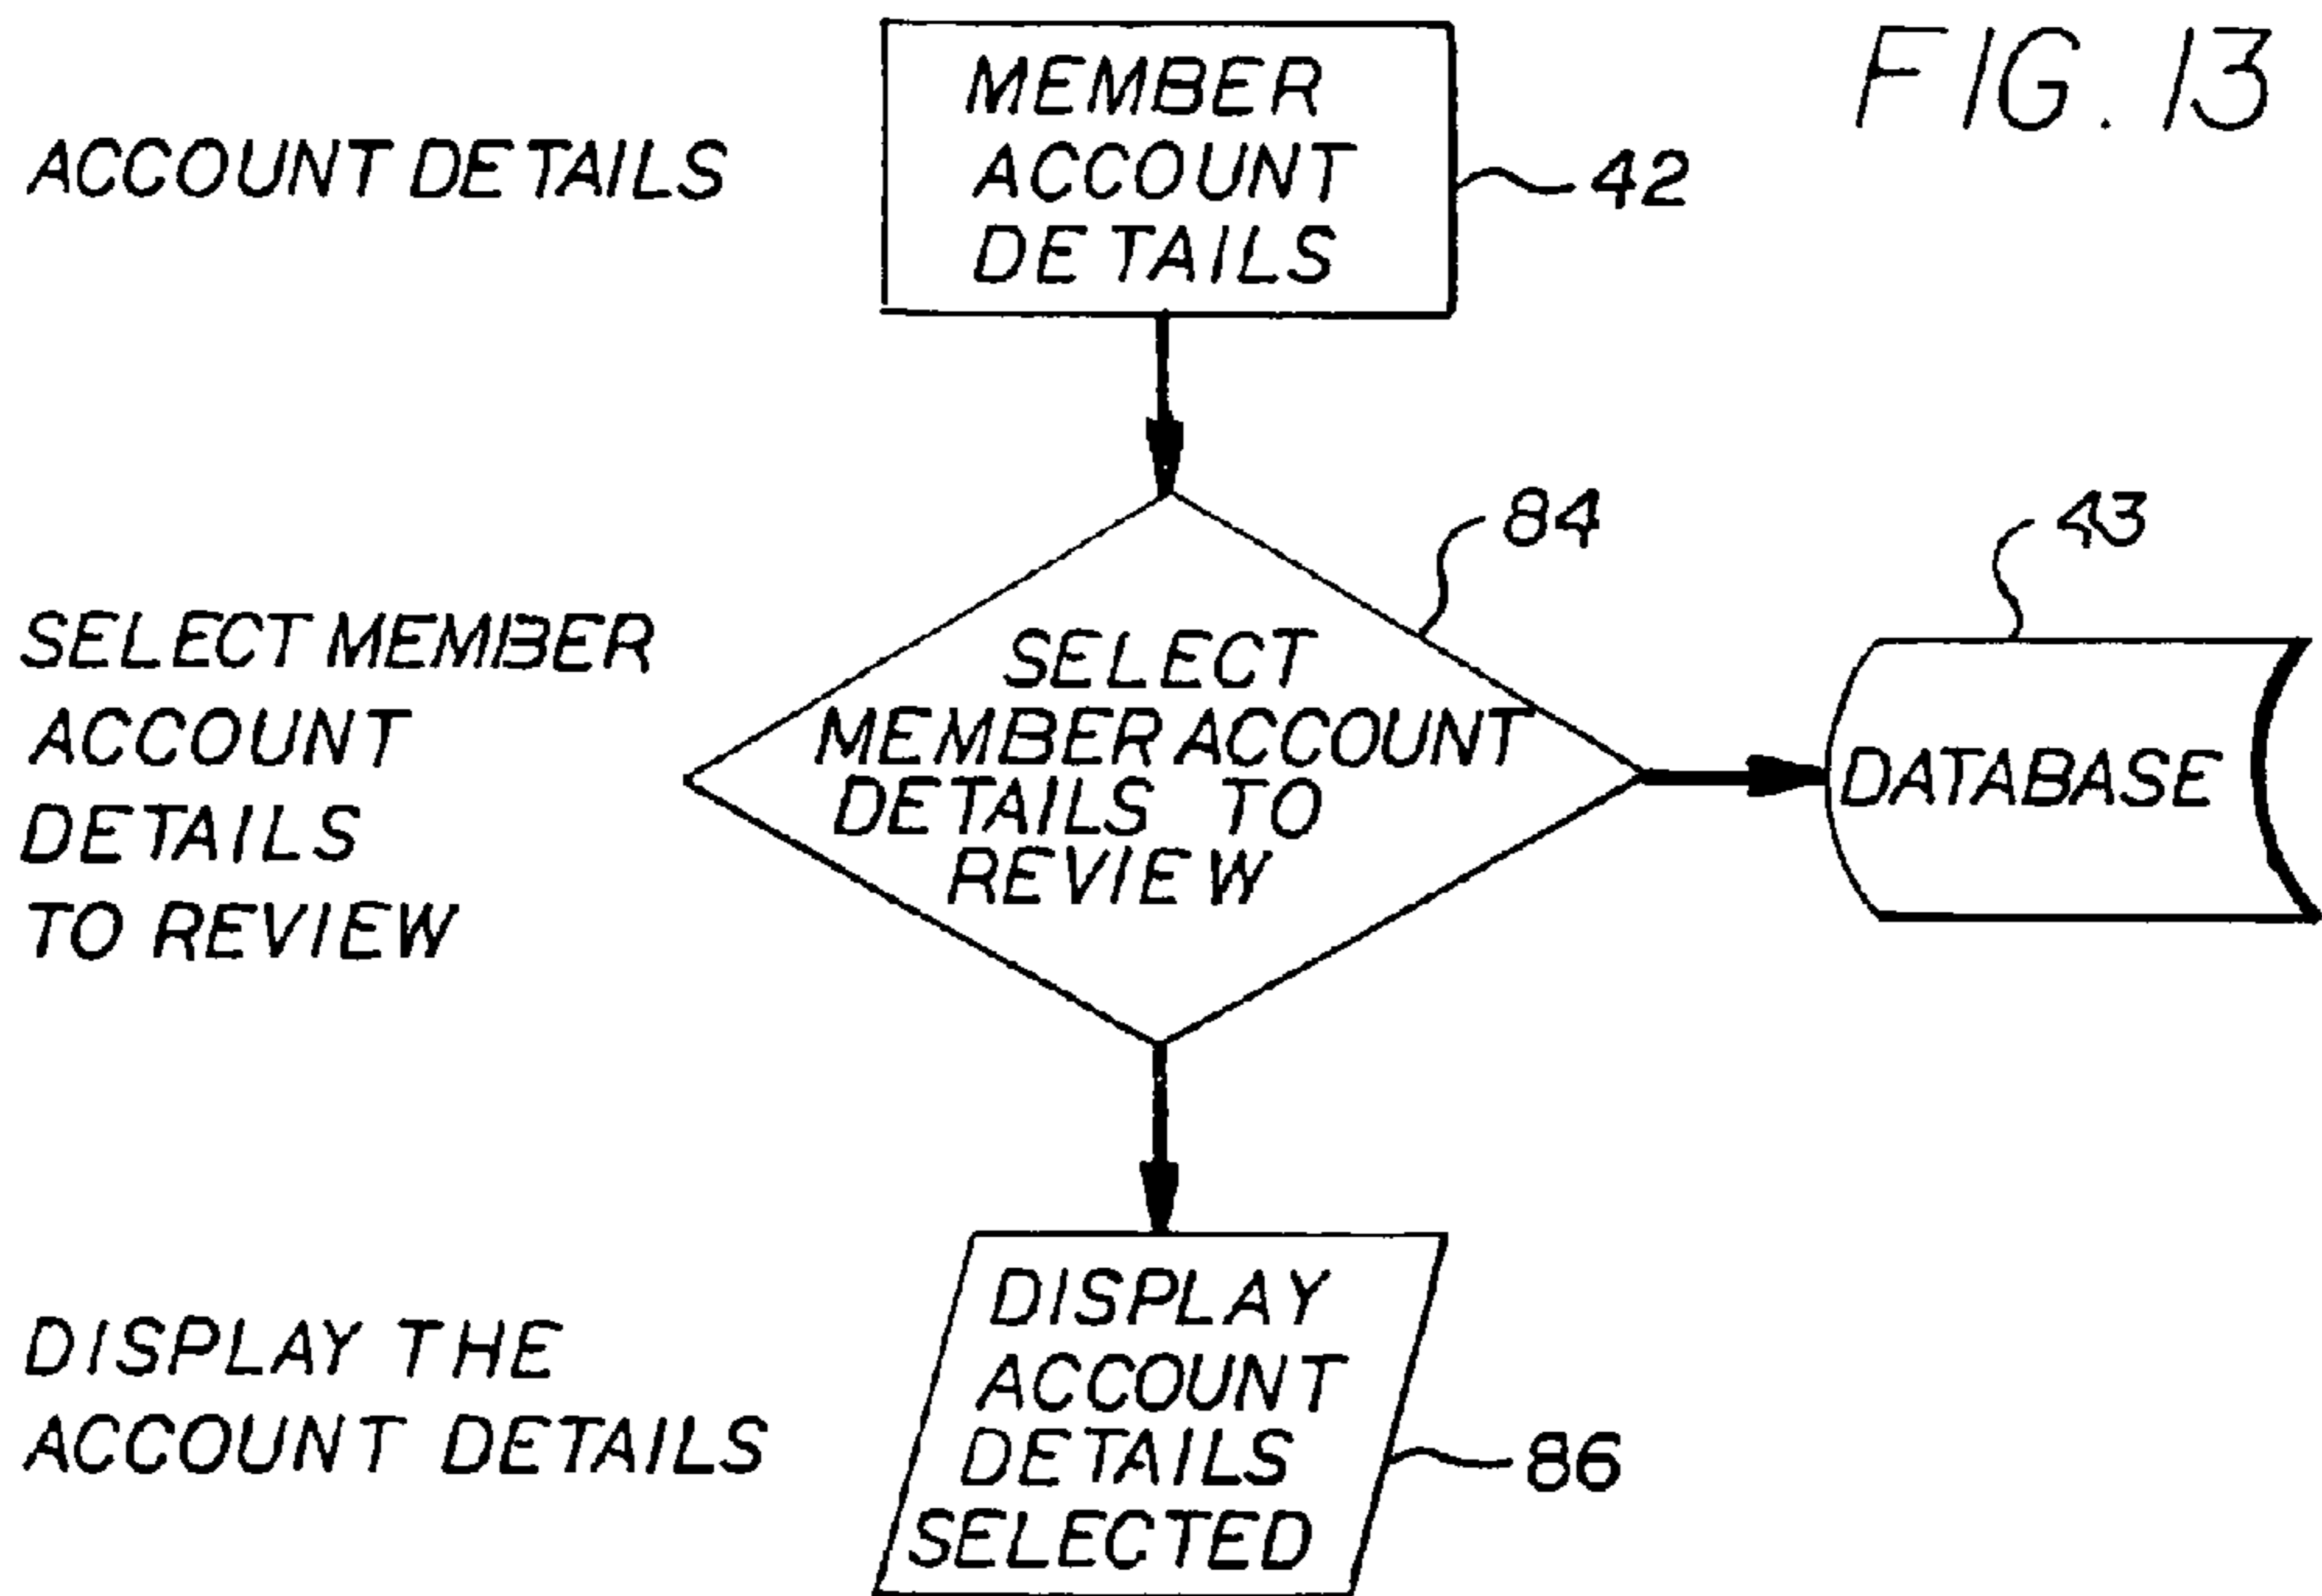 FIG. 13
ACCOUNT DETAILS
MEMBER
ACCOUNT
DETAILS
42
SELECT MEMBER
ACCOUNT
DETAILS
TO REVIEW
SELECT
MEMBER ACCOUNT
DETAILS TO
REVIEW
84
43
DATABASE
DISPLAY THE
ACCOUNT DETAILS
DISPLAY
ACCOUNT
DETAILS
SELECTED
86